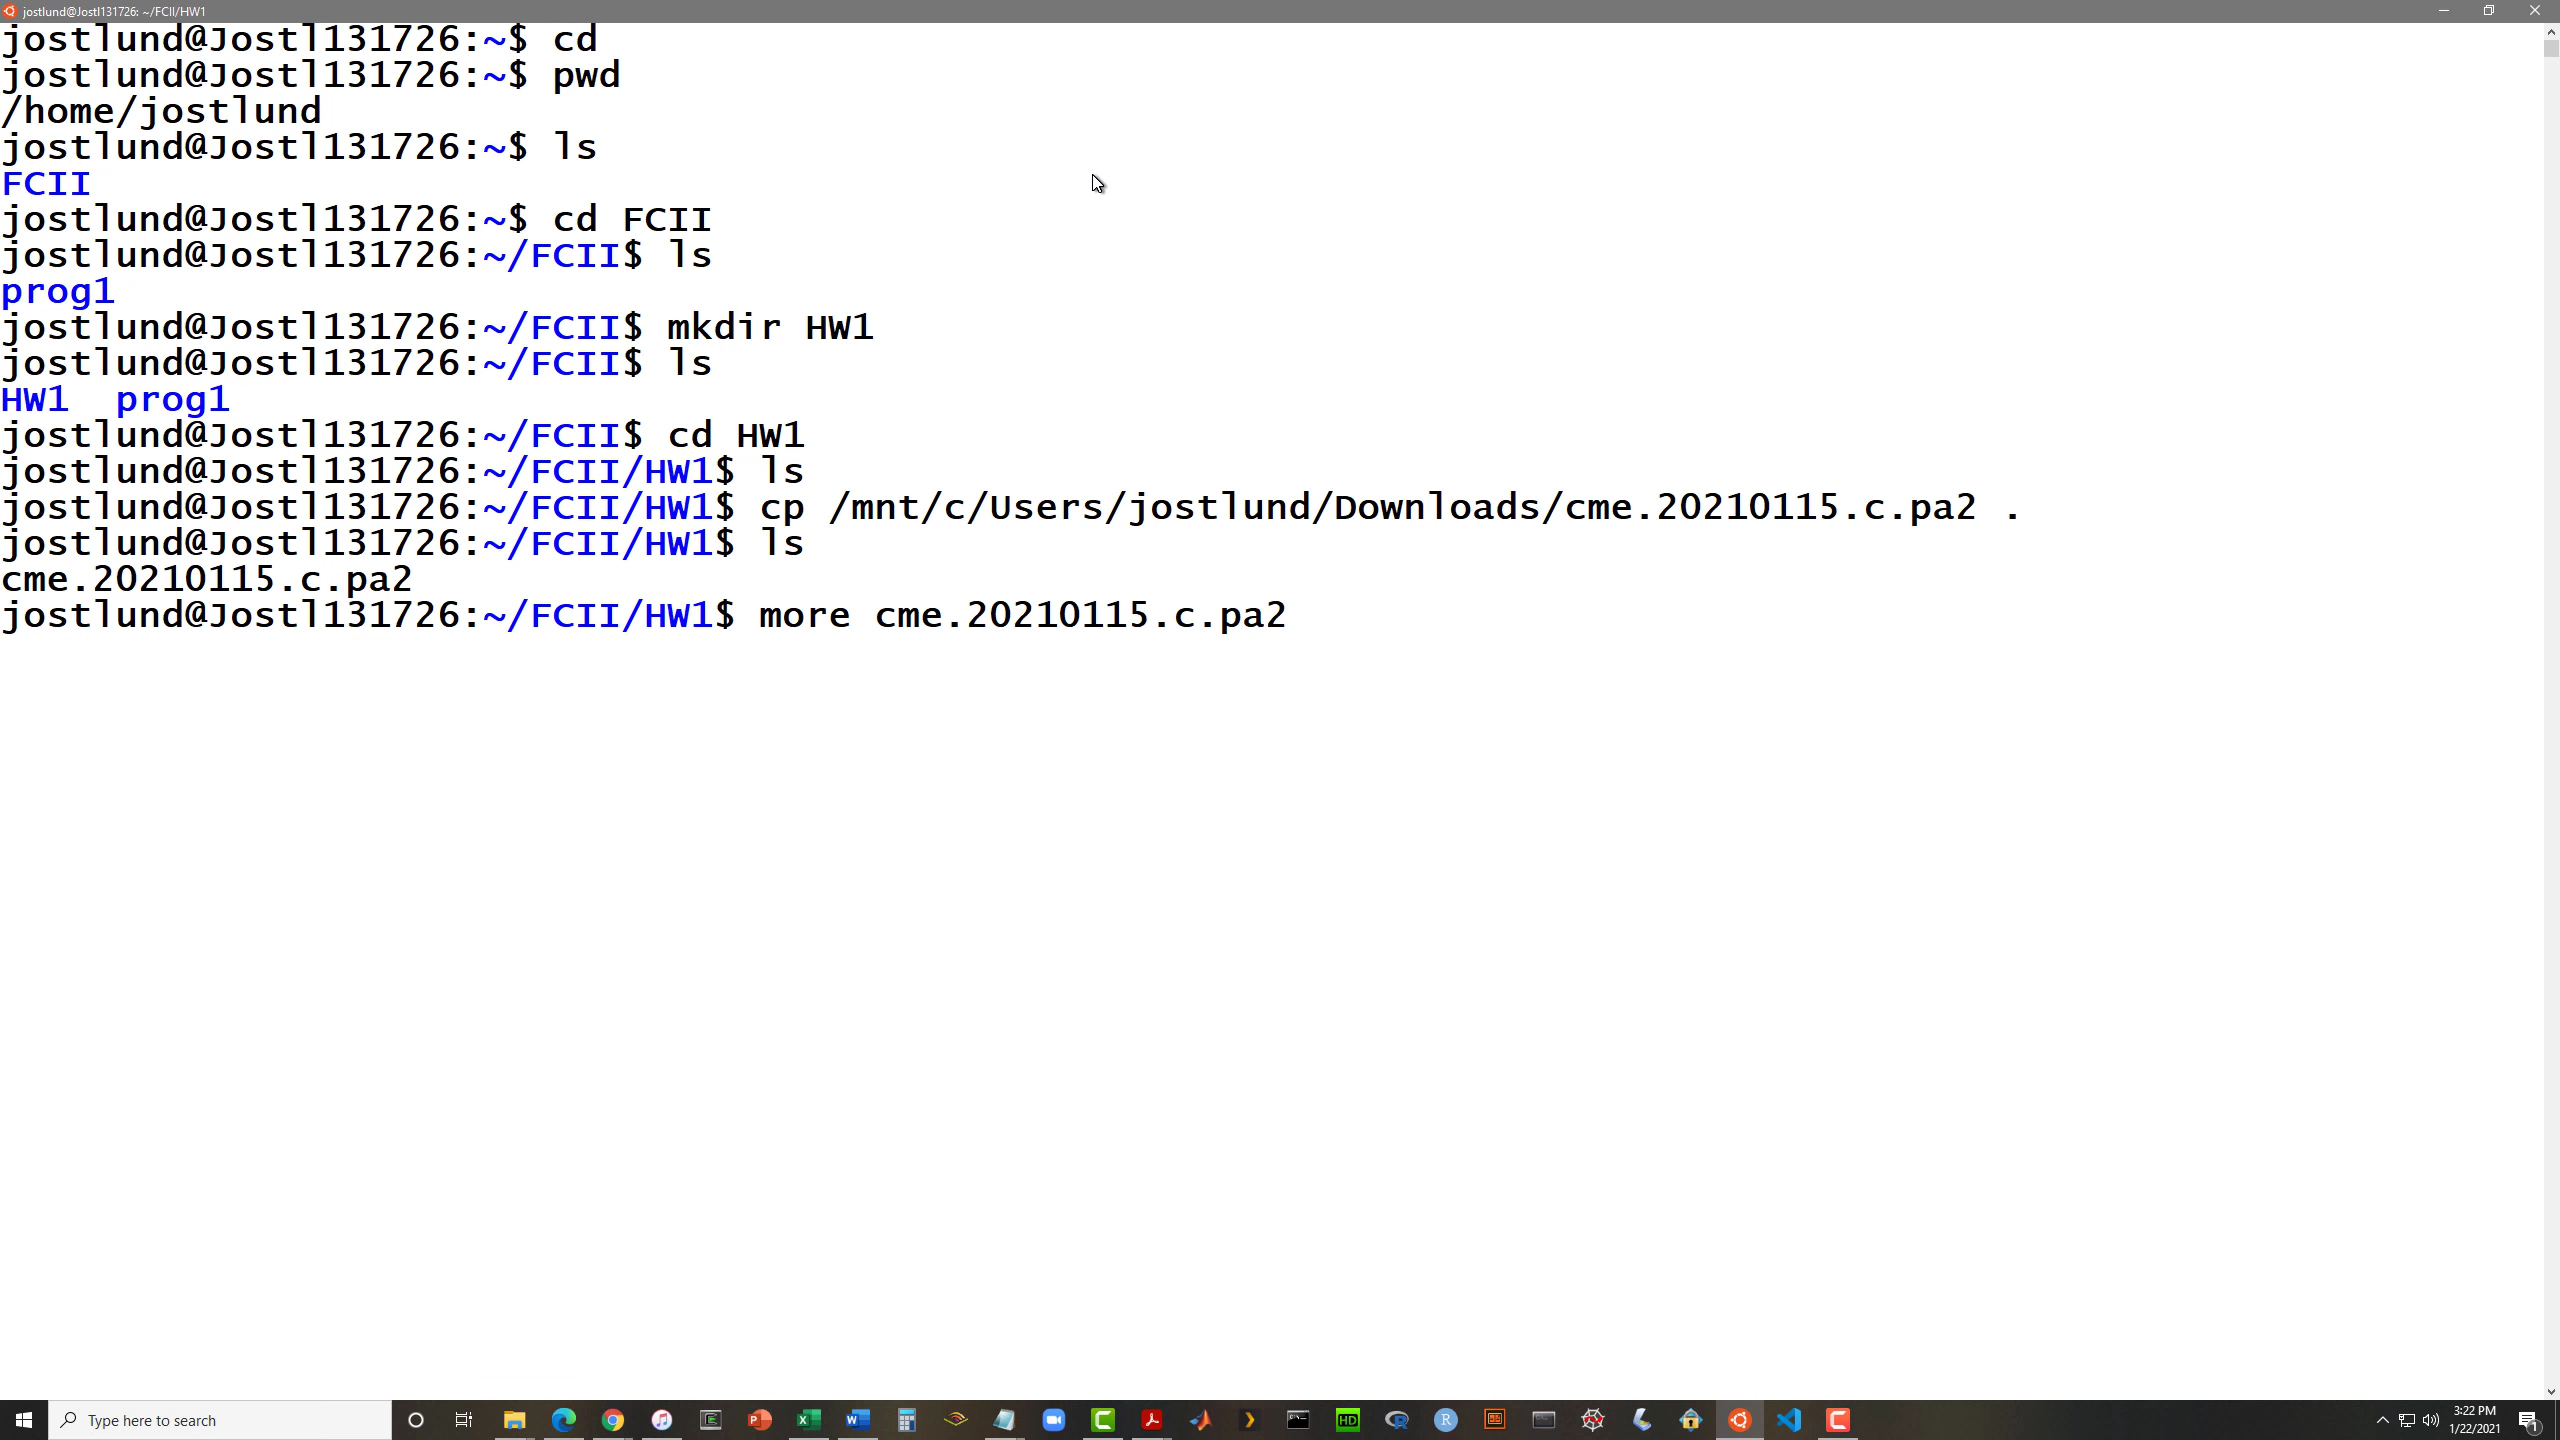 jostlund@Jostl131726: ~/FCII/HW1
jostlund@Jostl131726:~$ cd
jostlund@Jostl131726:~$ pwd
/home/jostlund
jostlund@Jostl131726:~$ ls
FCII
jostlund@Jostl131726:~$ cd FCII
jostlund@Jostl131726:~/FCII$ ls
prog1
jostlund@Jostl131726:~/FCII$ mkdir HW1
jostlund@Jostl131726:~/FCII$ ls
HW1  prog1
jostlund@Jostl131726:~/FCII$ cd HW1
jostlund@Jostl131726:~/FCII/HW1$ ls
jostlund@Jostl131726:~/FCII/HW1$ cp /mnt/c/Users/jostlund/Downloads/cme.20210115.c.pa2 .
jostlund@Jostl131726:~/FCII/HW1$ ls
cme.20210115.c.pa2
jostlund@Jostl131726:~/FCII/HW1$ more cme.20210115.c.pa2
Type here to search
HD
3:22 PM
1/22/2021
1